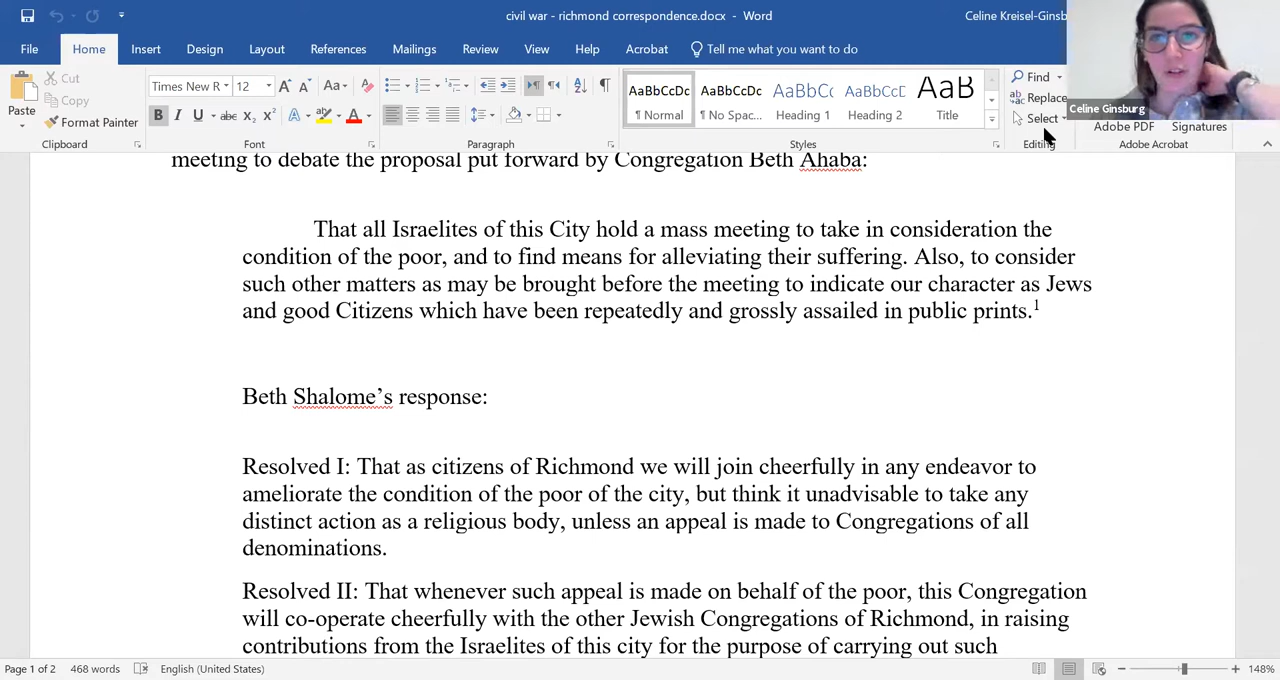 civil war - richmond correspondence.docx - Word
Celine Kreisel-Ginsb
File Home Insert Design Layout References Mailings Review View Help Acrobat Tell me what you want to do
Paste
Cut
Copy
Format Painter
Clipboard
Times New R 12
B I U abc X₂ X²
Font
Paragraph
AaBbCcDc
¶ Normal
AaBbCcDc
¶ No Spac...
AaBbCc
Heading 1
AaBbCcD
Heading 2
AaB
Title
Styles
Find
Replace
Select
Editing
Celine Ginsburg
Adobe PDF
Signatures
Adobe Acrobat
meeting to debate the proposal put forward by Congregation Beth Ahaba:
That all Israelites of this City hold a mass meeting to take in consideration the
condition of the poor, and to find means for alleviating their suffering. Also, to consider
such other matters as may be brought before the meeting to indicate our character as Jews
and good Citizens which have been repeatedly and grossly assailed in public prints.¹
Beth Shalome’s response:
Resolved I: That as citizens of Richmond we will join cheerfully in any endeavor to
ameliorate the condition of the poor of the city, but think it unadvisable to take any
distinct action as a religious body, unless an appeal is made to Congregations of all
denominations.
Resolved II: That whenever such appeal is made on behalf of the poor, this Congregation
will co-operate cheerfully with the other Jewish Congregations of Richmond, in raising
contributions from the Israelites of this city for the purpose of carrying out such
Page 1 of 2 468 words English (United States) 148%